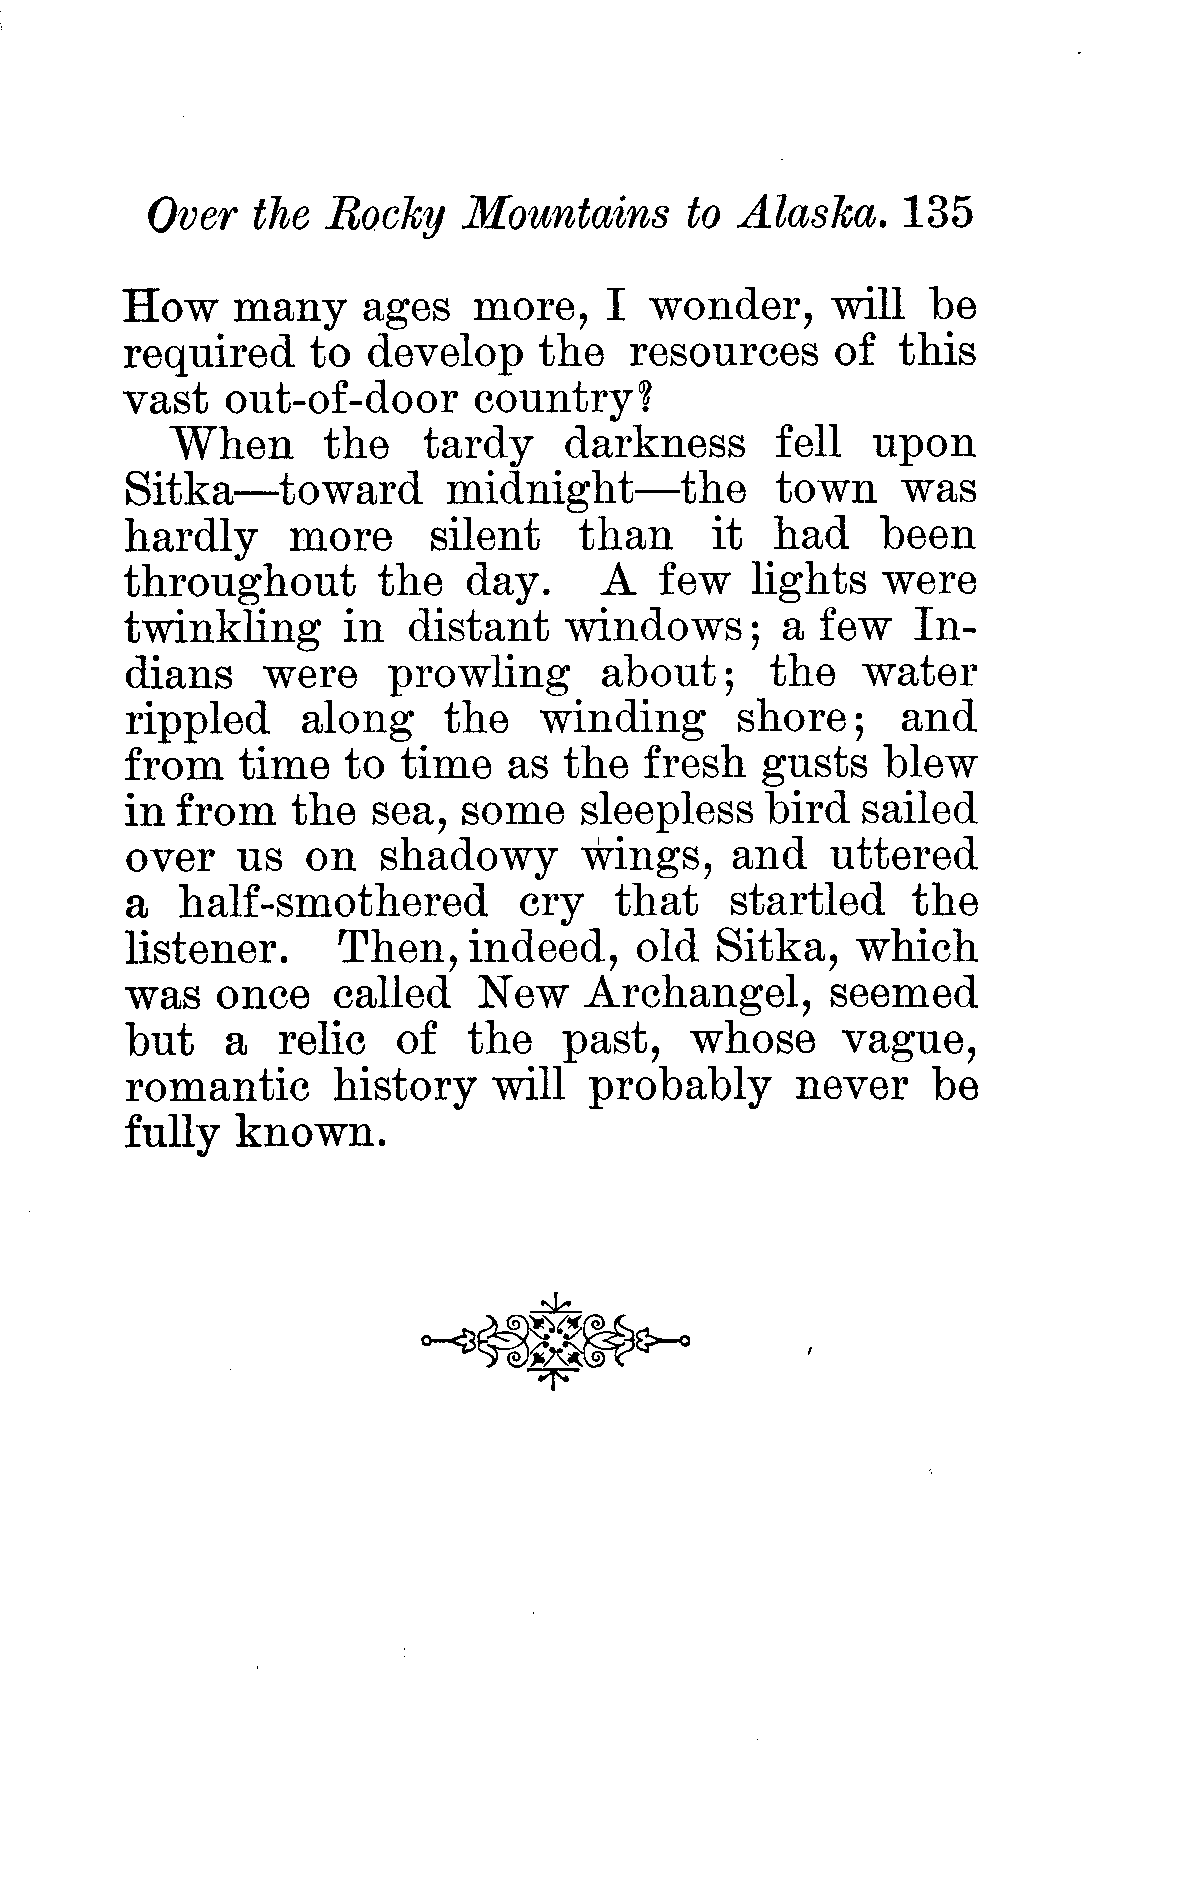 Over the Rocky Mountains to Alaska. 135
How many ages more, I wonder, will be
required to develop the resources of this
vast out-of-door country?
When the tardy darkness fell upon
Sitka—toward midnight—the town was
hardly more silent than it had been
throughout the day. A few lights were
twinkling in distant windows; a few In-
dians were prowling about; the water
rippled along the winding shore; and
from time to time as the fresh gusts blew
in from the sea, some sleepless bird sailed
over us on shadowy wings, and uttered
a half-smothered cry that startled the
listener. Then, indeed, old Sitka, which
was once called New Archangel, seemed
but a relic of the past, whose vague,
romantic history will probably never be
fully known.